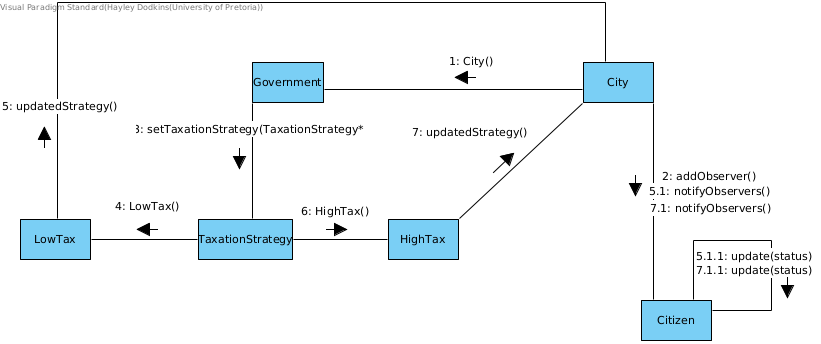 Visual Paradigm Standard(Hayley Dodkins(University of Pretoria))
1: City()
Government
City
5: updatedStrategy()
3: setTaxationStrategy(TaxationStrategy*
7: updatedStrategy()
2: addObserver()
5.1: notifyObservers()
7.1: notifyObservers()
4: LowTax()
6: HighTax()
LowTax
TaxationStrategy
HighTax
5.1.1: update(status)
7.1.1: update(status)
Citizen